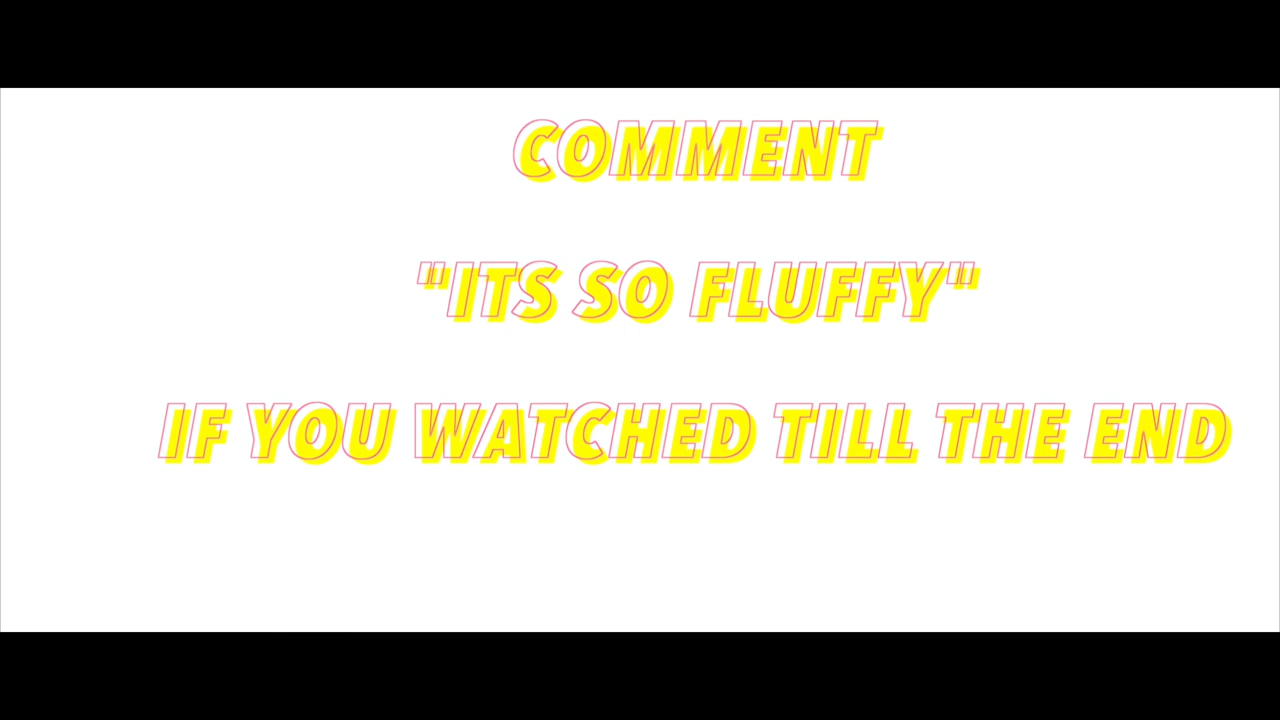 COMMENT
"ITS SO FLUFFY"
IF YOU WATCHED TILL THE END